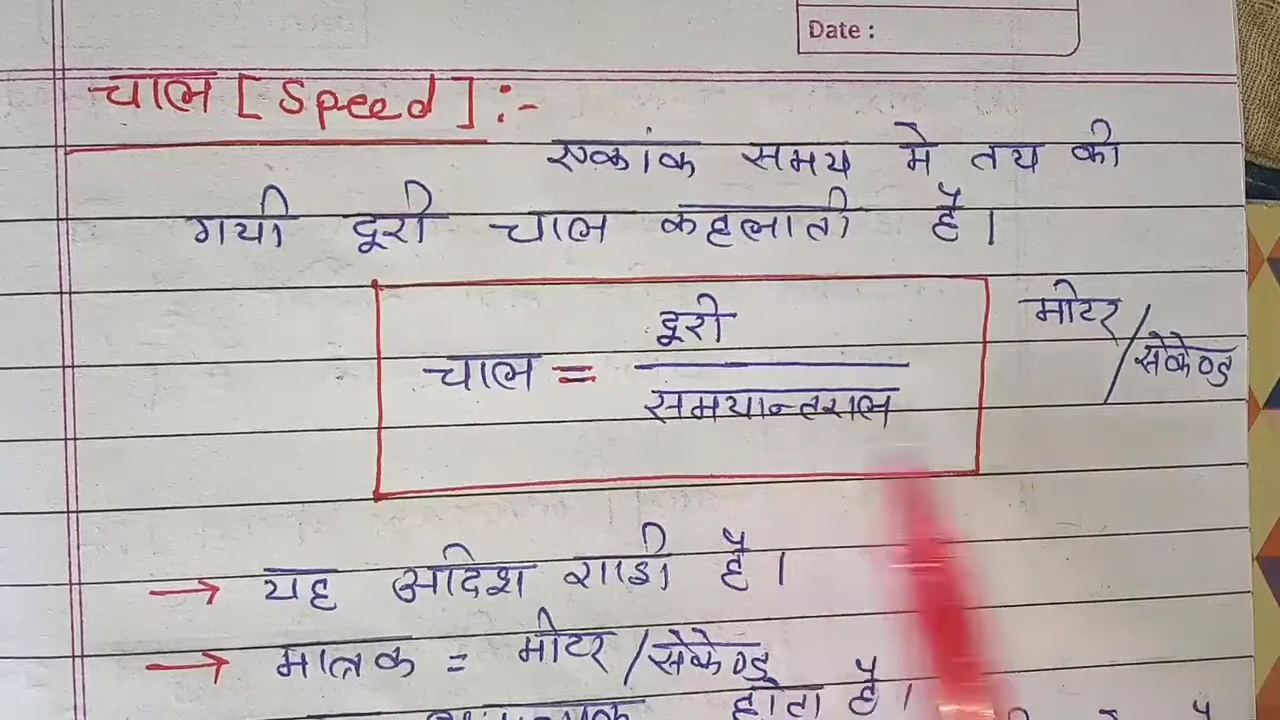 Date :
चाल [ Speed ] :-
एकांक समय मे तय की
गयी दूरी चाल कहलाती है।
चाल = दूरी / समयान्तराल
मीटर / सेकेण्ड
→ यह अदिश राशी है।
→ मात्रक = मीटर / सेकेण्ड
होता है।